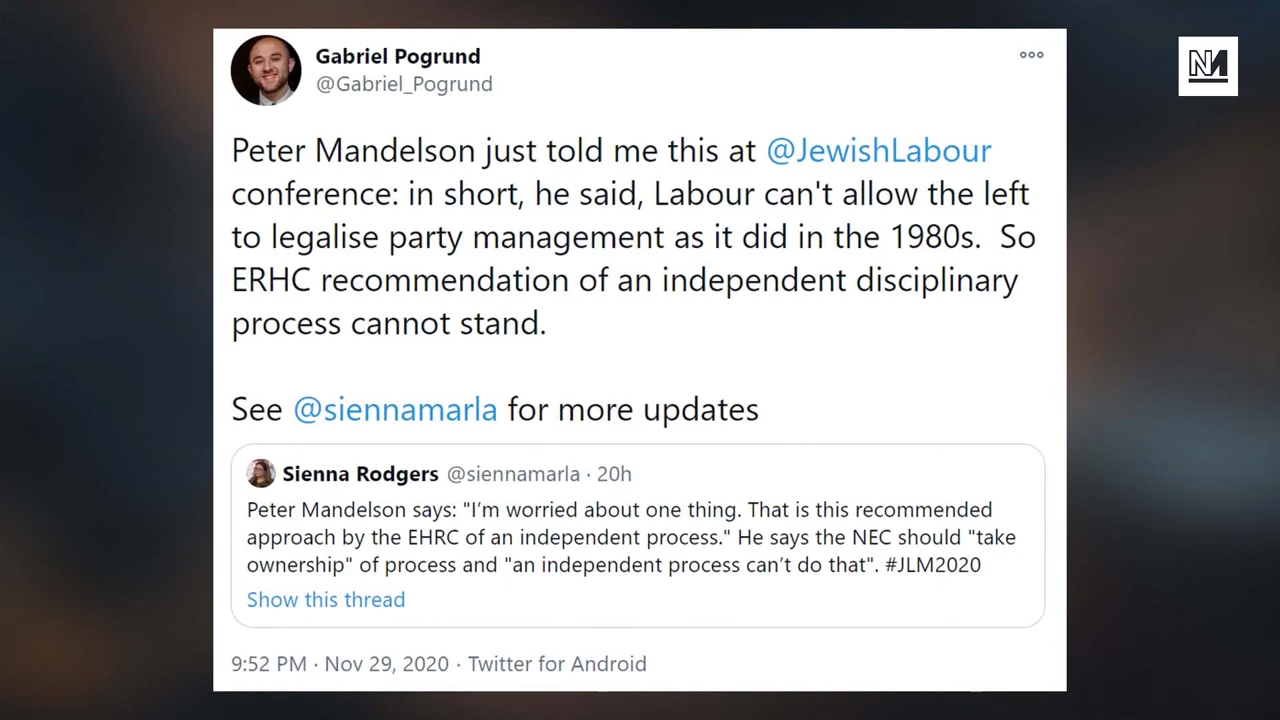 Gabriel Pogrund
@Gabriel_Pogrund
NM
Peter Mandelson just told me this at @JewishLabour
conference: in short, he said, Labour can't allow the left
to legalise party management as it did in the 1980s.  So
ERHC recommendation of an independent disciplinary
process cannot stand.
See @siennamarla for more updates
Sienna Rodgers @siennamarla · 20h
Peter Mandelson says: "I'm worried about one thing. That is this recommended
approach by the EHRC of an independent process." He says the NEC should "take
ownership" of process and "an independent process can't do that". #JLM2020
Show this thread
9:52 PM · Nov 29, 2020 · Twitter for Android